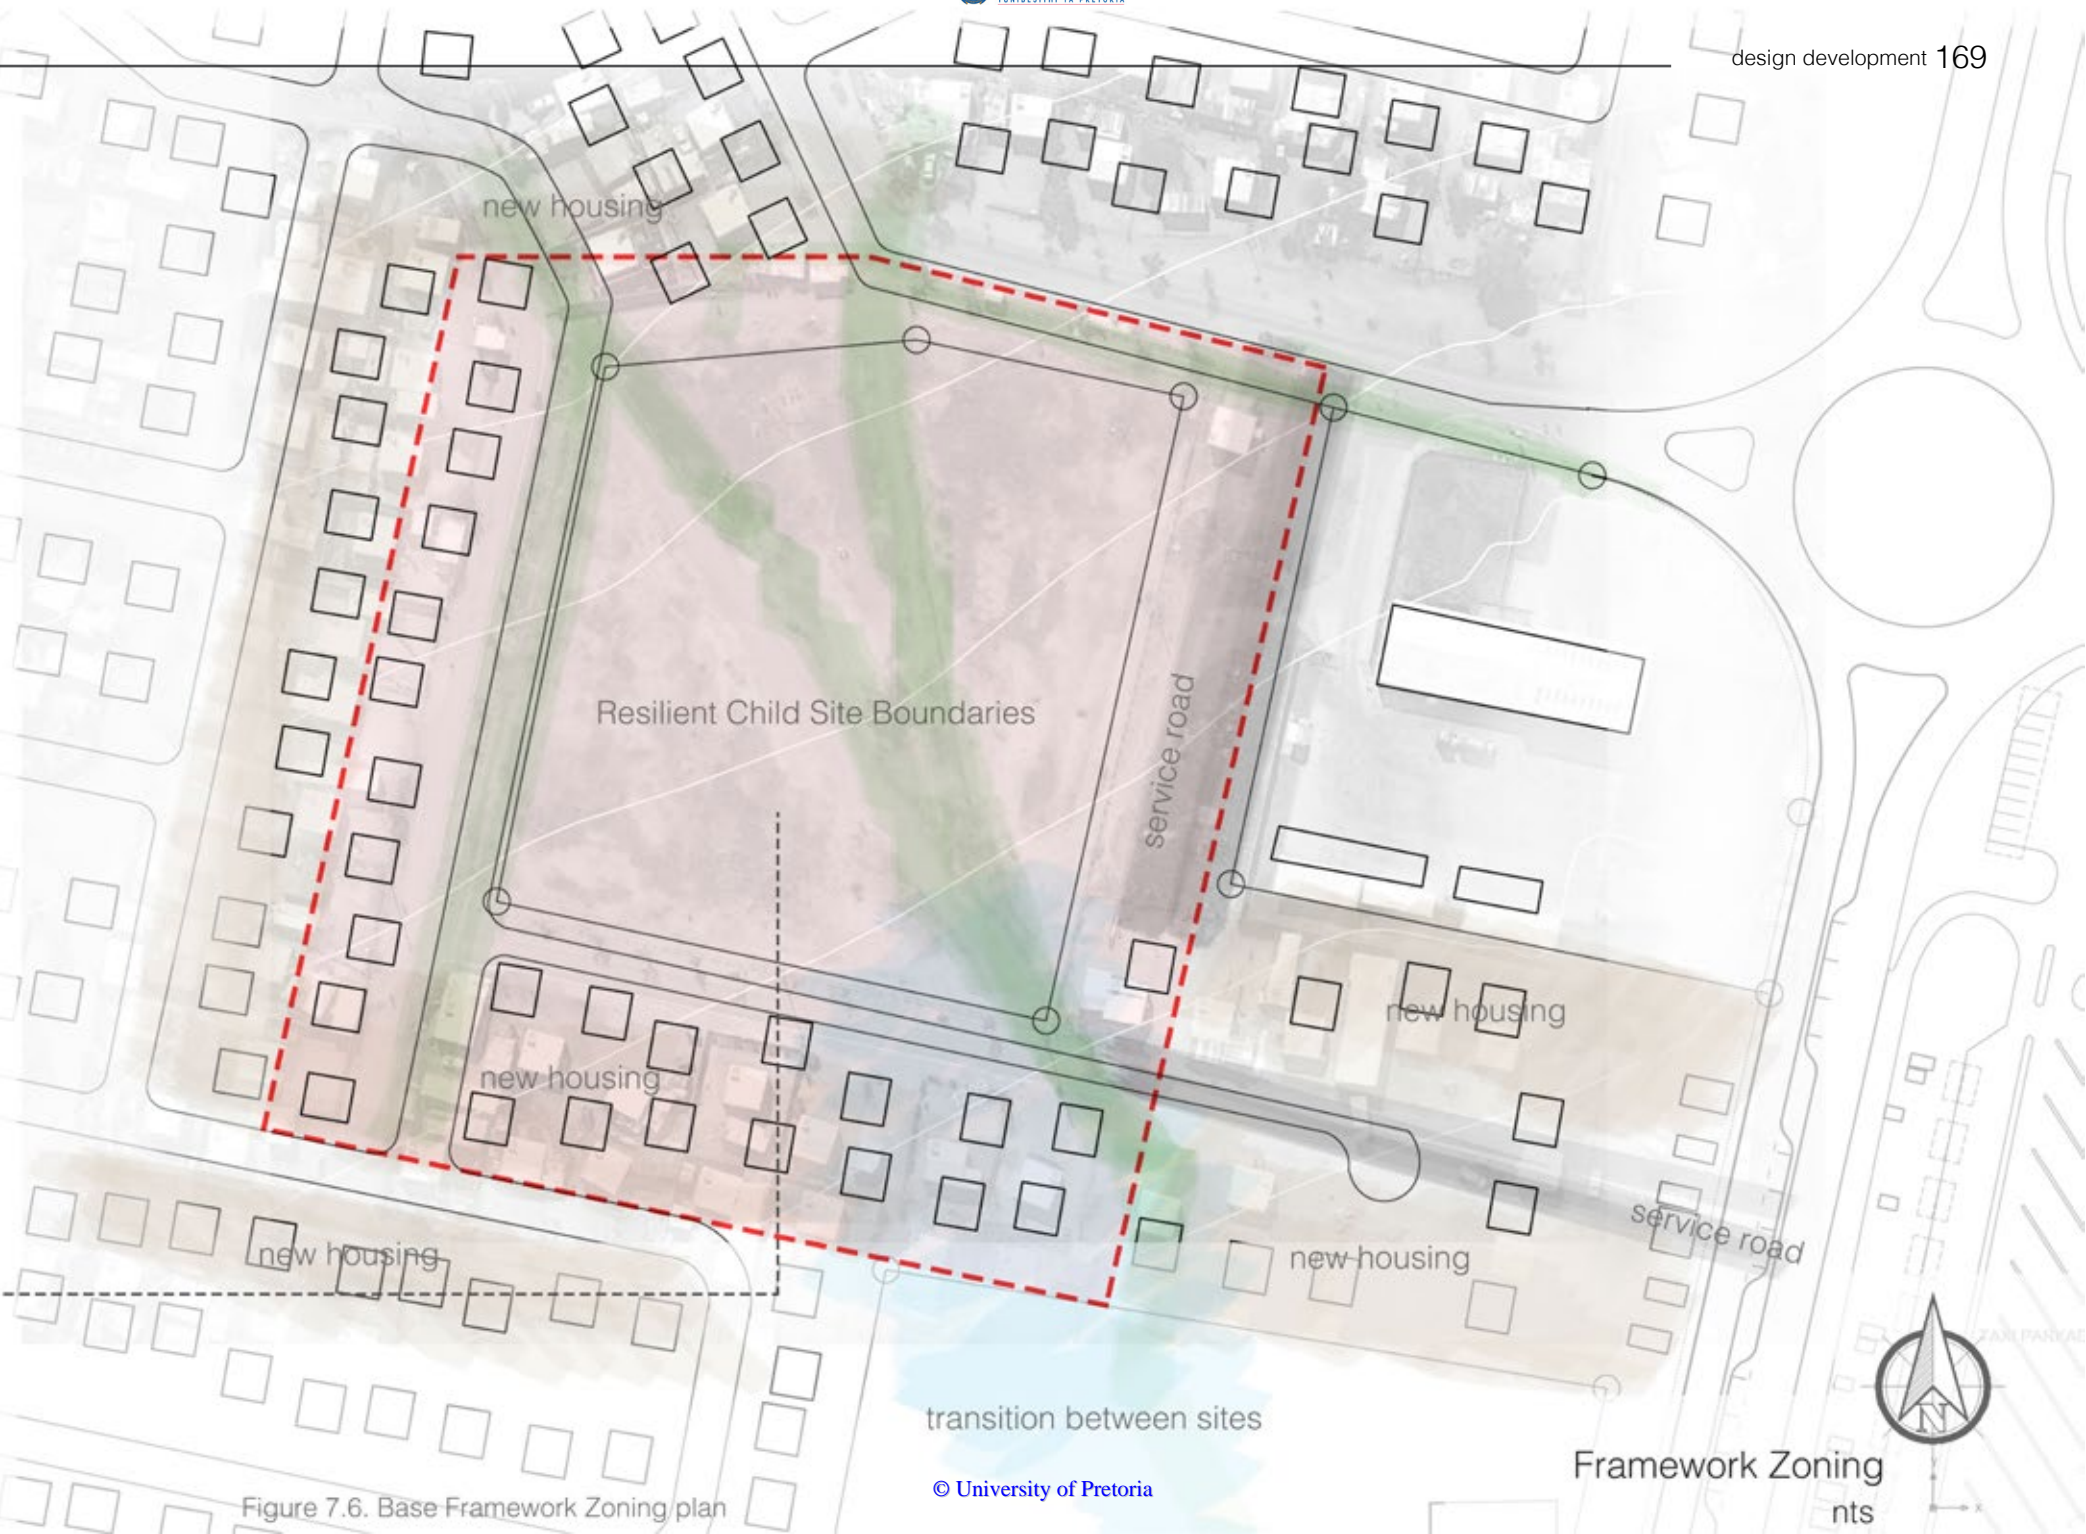 design development 169
new housing
Resilient Child Site Boundaries
service road
new housing
new housing
new housing
service road
new housing
transition between sites
Framework Zoning
nts
N
© University of Pretoria
Figure 7.6. Base Framework Zoning plan